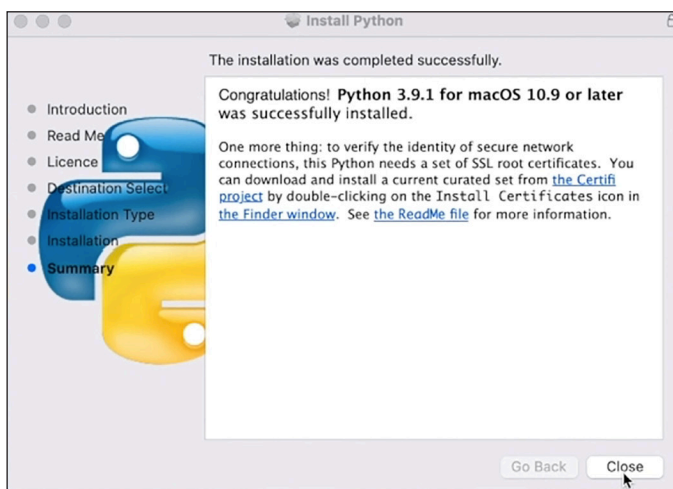 Install Python
The installation was completed successfully.
Introduction
Read Me
Licence
Destination Select
Installation Type
Installation
Summary
Congratulations! Python 3.9.1 for macOS 10.9 or later
was successfully installed.
One more thing: to verify the identity of secure network
connections, this Python needs a set of SSL root certificates. You
can download and install a current curated set from the Certifi
project by double-clicking on the Install Certificates icon in
the Finder window. See the ReadMe file for more information.
Go Back
Close